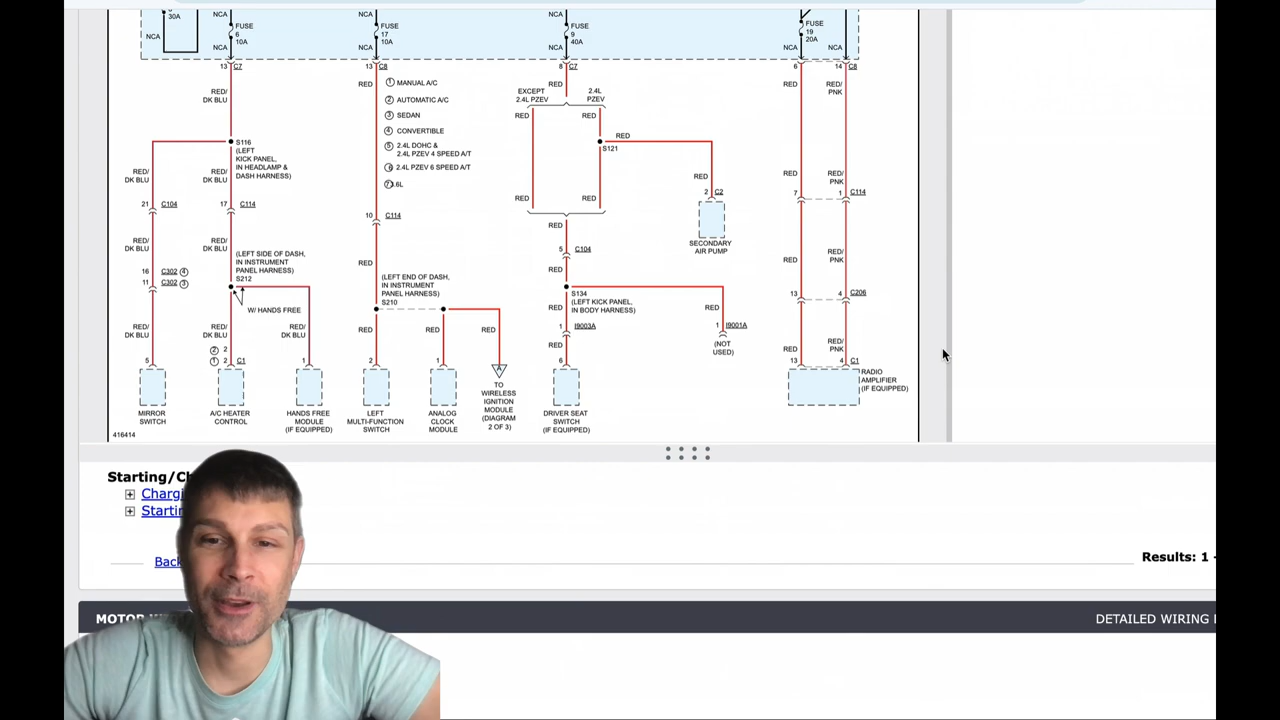 30A
NCA
NCA
FUSE
6
10A
NCA
NCA
FUSE
17
10A
NCA
NCA
FUSE
9
40A
NCA
FUSE
19
20A
NCA
NCA
13 C7
13 C8
8 C7
6
14 C8
RED/
DK BLU
RED
RED
RED
RED/
PNK
1 MANUAL A/C
2 AUTOMATIC A/C
3 SEDAN
4 CONVERTIBLE
5 2.4L DOHC &
2.4L PZEV 4 SPEED A/T
6 2.4L PZEV 6 SPEED A/T
7 3.6L
EXCEPT
2.4L PZEV
2.4L
PZEV
RED
RED
RED
S121
S116
(LEFT
KICK PANEL,
IN HEADLAMP &
DASH HARNESS)
RED/
DK BLU
RED/
DK BLU
RED
RED
RED
2 C2
RED
RED/
PNK
21 C104
17 C114
10 C114
7
1 C114
SECONDARY
AIR PUMP
RED
5 C104
RED/
DK BLU
RED/
DK BLU
(LEFT SIDE OF DASH,
IN INSTRUMENT
PANEL HARNESS)
S212
RED
RED
RED
RED/
PNK
16 C302 4
11 C302 3
(LEFT END OF DASH,
IN INSTRUMENT
PANEL HARNESS)
S210
S134
(LEFT KICK PANEL,
IN BODY HARNESS)
13
4 C206
W/ HANDS FREE
RED
RED
RED/
DK BLU
RED/
DK BLU
RED/
DK BLU
RED
RED
RED
1 I9003A
RED
1 I9001A
(NOT
USED)
RED
RED/
PNK
5
2 2
1 2 C1
1
2
1
A
6
13
4 C1
MIRROR
SWITCH
A/C HEATER
CONTROL
HANDS FREE
MODULE
(IF EQUIPPED)
LEFT
MULTI-FUNCTION
SWITCH
ANALOG
CLOCK
MODULE
TO
WIRELESS
IGNITION
MODULE
(DIAGRAM
2 OF 3)
DRIVER SEAT
SWITCH
(IF EQUIPPED)
RADIO
AMPLIFIER
(IF EQUIPPED)
416414
Starting/Ch
Chargi
Startin
Back
Results: 1 -
MOTOR
DETAILED WIRING